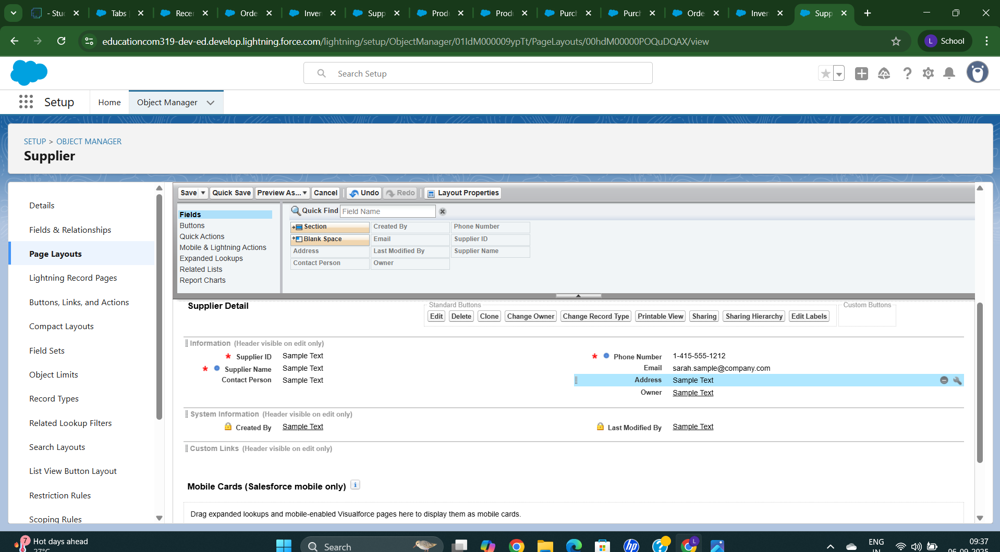 - Stud
Tabs
Recen
Orde
Inven
Supp
Produ
Produ
Purch
Purch
Orde
Inven
Supp
educationcom319-dev-ed.develop.lightning.force.com/lightning/setup/ObjectManager/01IdM000009ypTt/PageLayouts/00hdM00000POQuDQAX/view
L School
Search Setup
Setup
Home
Object Manager
SETUP > OBJECT MANAGER
Supplier
Details
Fields & Relationships
Page Layouts
Lightning Record Pages
Buttons, Links, and Actions
Compact Layouts
Field Sets
Object Limits
Record Types
Related Lookup Filters
Search Layouts
List View Button Layout
Restriction Rules
Scoping Rules
Save Quick Save Preview As... Cancel Undo Redo Layout Properties
Fields
Buttons
Quick Actions
Mobile & Lightning Actions
Expanded Lookups
Related Lists
Report Charts
Quick Find Field Name
Section Created By Phone Number
Blank Space Email Supplier ID
Address Last Modified By Supplier Name
Contact Person Owner
Supplier Detail
Standard Buttons
Edit Delete Clone Change Owner Change Record Type Printable View Sharing Sharing Hierarchy Edit Labels
Custom Buttons
Information (Header visible on edit only)
* Supplier ID Sample Text
* Supplier Name Sample Text
Contact Person Sample Text
* Phone Number 1-415-555-1212
Email sarah.sample@company.com
Address Sample Text
Owner Sample Text
System Information (Header visible on edit only)
Created By Sample Text
Last Modified By Sample Text
Custom Links (Header visible on edit only)
Mobile Cards (Salesforce mobile only) i
Drag expanded lookups and mobile-enabled Visualforce pages here to display them as mobile cards.
7
Hot days ahead
27°C
Search
hp
L
ENG
IN
09:37
06-09-2025